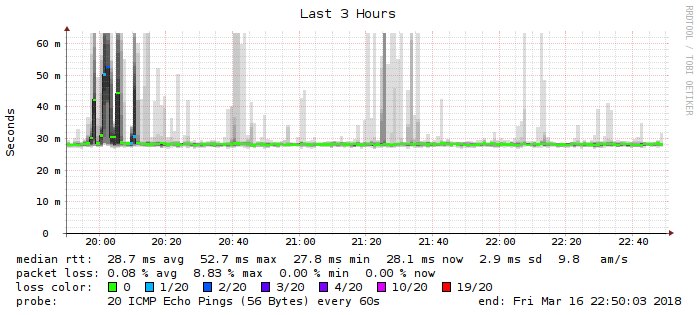 Last 3 Hours
RRDTOOL / TOBI OETIKER
Seconds
60 m
50 m
40 m
30 m
20 m
10 m
0
20:00 20:20 20:40 21:00 21:20 21:40 22:00 22:20 22:40
median rtt: 28.7 ms avg 52.7 ms max 27.8 ms min 28.1 ms now 2.9 ms sd 9.8 am/s
packet loss: 0.08 % avg 8.83 % max 0.00 % min 0.00 % now
loss color: 0 1/20 2/20 3/20 4/20 10/20 19/20
probe: 20 ICMP Echo Pings (56 Bytes) every 60s end: Fri Mar 16 22:50:03 2018